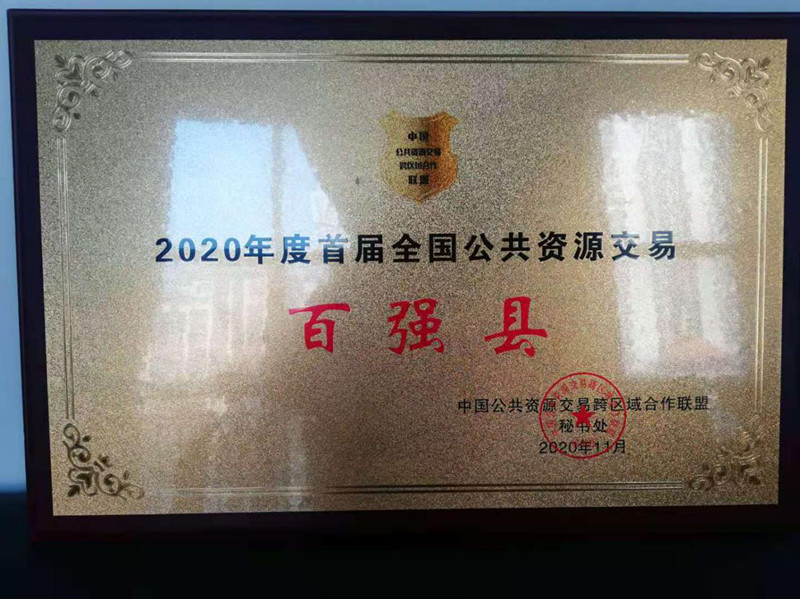 中国
公共资源交易
跨区域合作
联盟
2020年度首届全国公共资源交易
百强县
中国公共资源交易跨区域合作联盟
秘书处
2020年11月